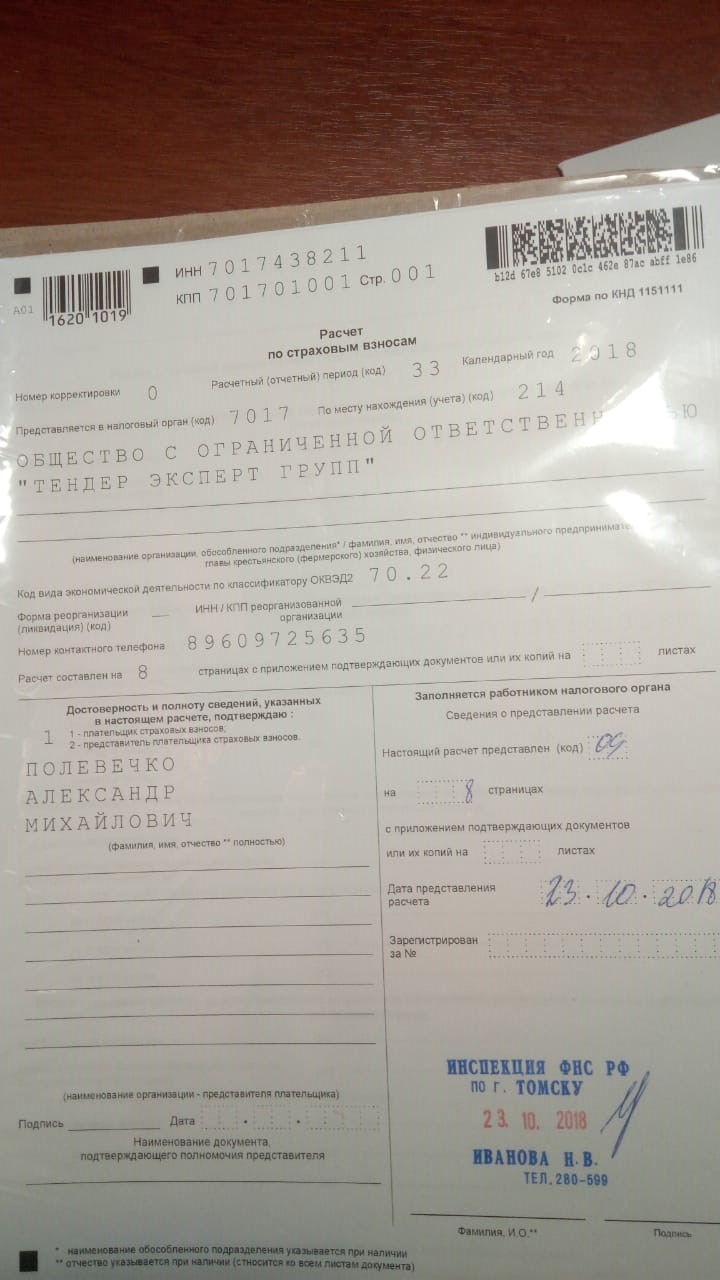 ИНН 7017438211
КПП 701701001 Стр. 001
А01
1620 1019
b12d 67e8 5102 0c1c 462e 87ac abff 1e86
Форма по КНД 1151111
Расчет
по страховым взносам
Номер корректировки 0 Расчетный (отчетный) период (код) 33 Календарный год 2018
Представляется в налоговый орган (код) 7017 По месту нахождения (учета) (код) 214
ОБЩЕСТВО С ОГРАНИЧЕННОЙ
"ТЕНДЕР ЭКСПЕРТ ГРУПП"
(наименование организации, обособленного подразделения* / фамилия, имя, отчество ** индивидуального
главы крестьянского (фермерского) хозяйства, физического лица)
Код вида экономической деятельности по классификатору ОКВЭД2 70.22
Форма реорганизации
(ликвидация) (код)
ИНН / КПП реорганизованной
организации /
Номер контактного телефона 89609725635
Расчет составлен на 8 страницах с приложением подтверждающих документов или их копий на листах
Достоверность и полноту сведений, указанных
в настоящем расчете, подтверждаю :
1 1 - плательщик страховых взносов;
2 - представитель плательщика страховых взносов.
ПОЛЕВЕЧКО
АЛЕКСАНДР
МИХАЙЛОВИЧ
(фамилия, имя, отчество ** полностью)
(наименование организации - представителя плательщика)
Подпись Дата . .
Наименование документа,
подтверждающего полномочия представителя
Заполняется работником налогового органа
Сведения о представлении расчета
Настоящий расчет представлен (код)
на 8 страницах
с приложением подтверждающих документов
или их копий на листах
Дата представления
расчета 23.10.2018
Зарегистрирован
за №
ИНСПЕКЦИЯ ФНС РФ
ПО Г. ТОМСКУ
23. 10. 2018
ИВАНОВА Н.В.
ТЕЛ. 280-599
Фамилия, И.О.** Подпись
* наименование обособленного подразделения указывается при наличии
** отчество указывается при наличии (относится ко всем листам документа)